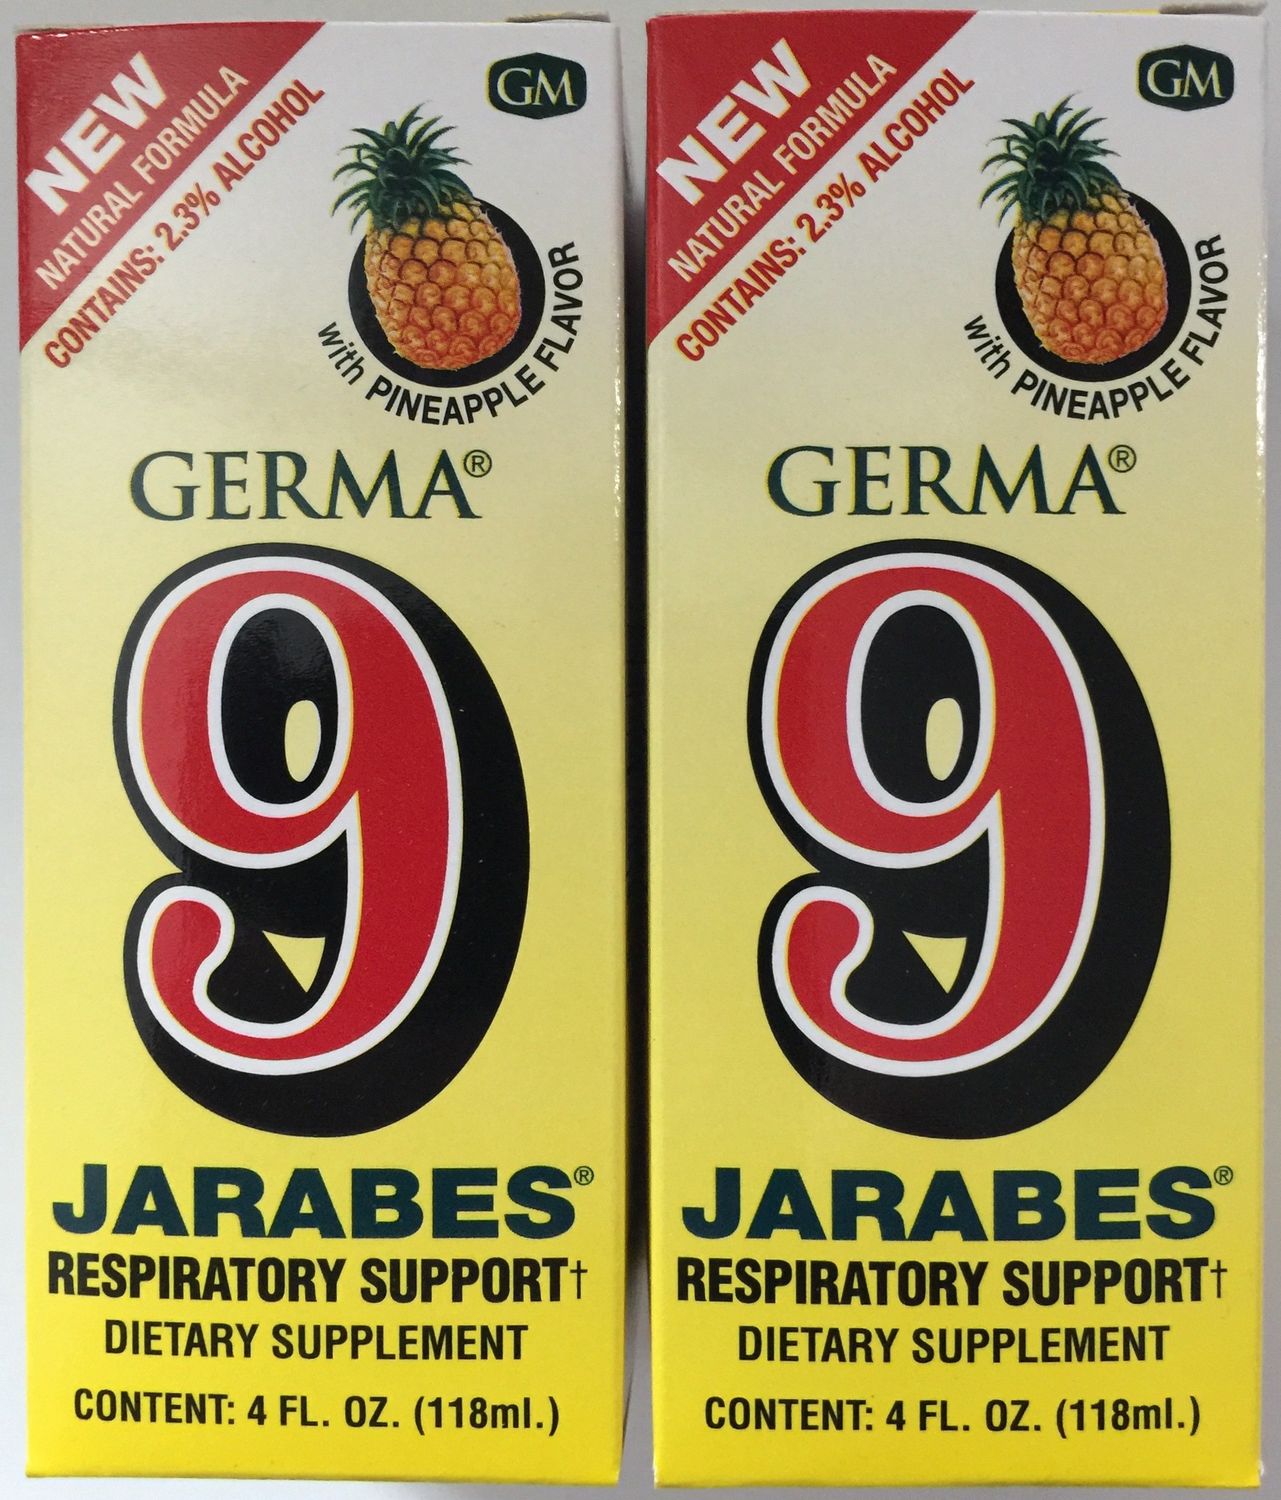 NEW
NATURAL FORMULA
CONTAINS: 2.3% ALCOHOL
GM
with PINEAPPLE FLAVOR
GERMA®
9
JARABES®
RESPIRATORY SUPPORT†
DIETARY SUPPLEMENT
CONTENT: 4 FL. OZ. (118ml.)
NEW
NATURAL FORMULA
CONTAINS: 2.3% ALCOHOL
GM
with PINEAPPLE FLAVOR
GERMA®
9
JARABES®
RESPIRATORY SUPPORT†
DIETARY SUPPLEMENT
CONTENT: 4 FL. OZ. (118ml.)